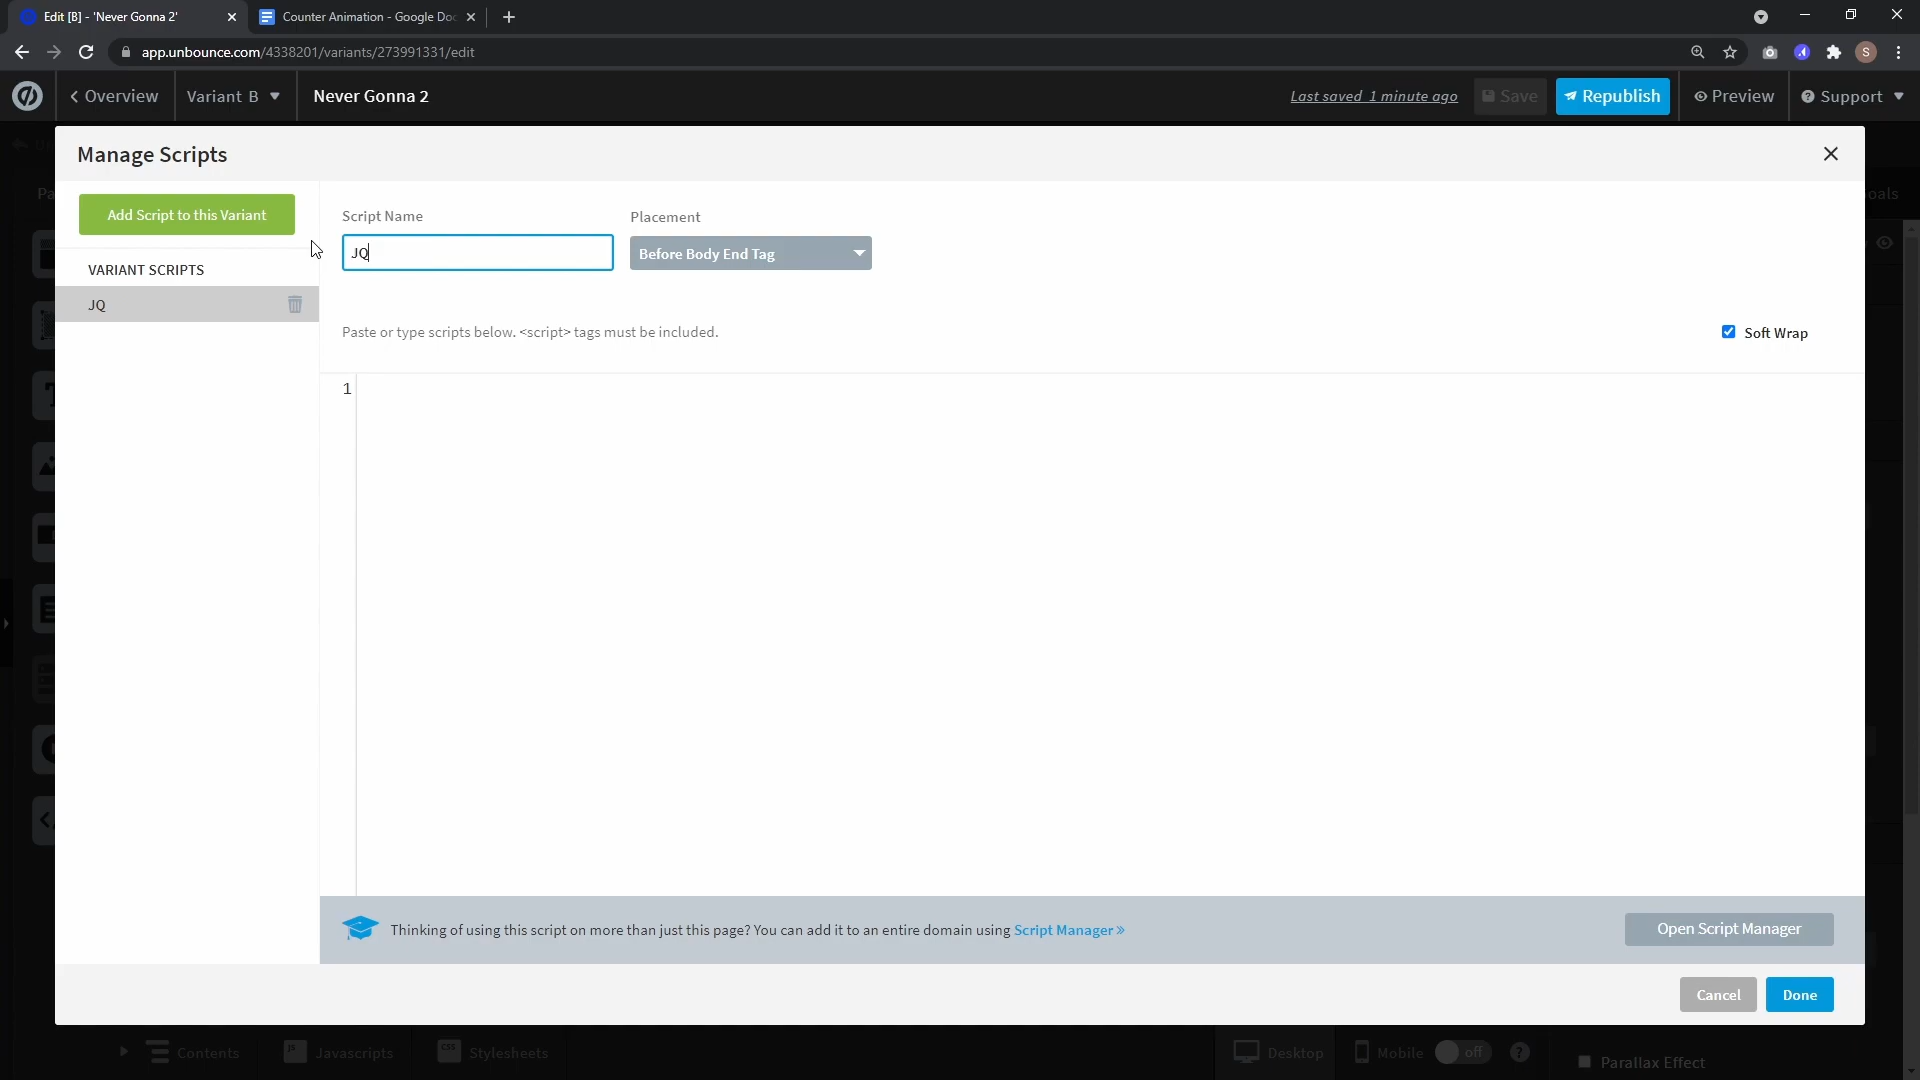 Edit [B] - 'Never Gonna 2'
Counter Animation - Google Doc
S
app.unbounce.com/4338201/variants/273991331/edit
Overview
Variant B
Never Gonna 2
Last saved 1 minute ago
Save
Republish
Preview
Support
Manage Scripts
Add Script to this Variant
Script Name
Placement
JQ
Before Body End Tag
VARIANT SCRIPTS
JQ
Paste or type scripts below. <script> tags must be included.
Soft Wrap
1
Thinking of using this script on more than just this page? You can add it to an entire domain using Script Manager »
Open Script Manager
Cancel
Done
Contents
JS
Javascripts
CSS
Stylesheets
Desktop
Mobile
off
?
Parallax Effect